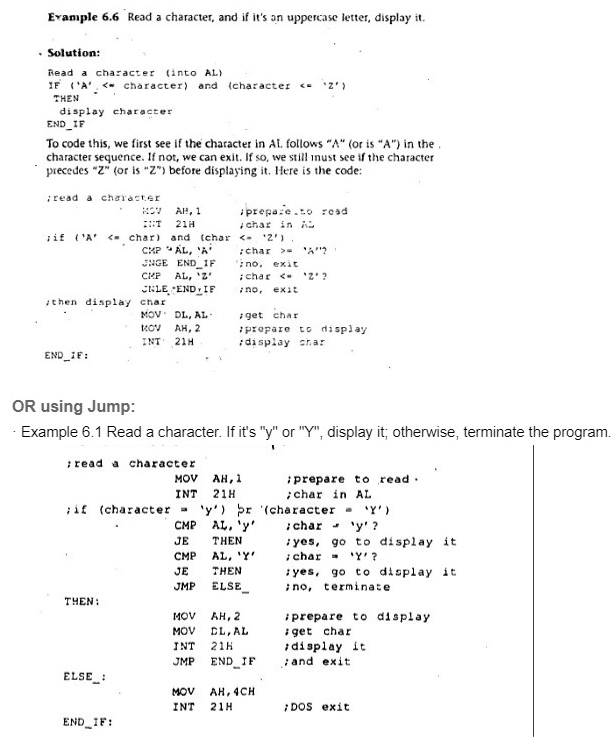 Example 6.6 Read a character, and if it's an uppercase letter, display it.
Solution:
Read a character (into AL)
IF ('A' <= character) and (character <= 'Z')
THEN
display character
END_IF
To code this, we first see if the character in AL follows "A" (or is "A") in the
character sequence. If not, we can exit. If so, we still must see if the character
precedes "Z" (or is "Z") before displaying it. Here is the code:
;read a character
MOV AH,1 ;prepare to read
INT 21H ;char in AL
;if ('A' <= char) and (char <= 'Z')
CMP AL,'A' ;char >= 'A'?
JNGE END_IF ;no, exit
CMP AL,'Z' ;char <= 'Z'?
JNLE END_IF ;no, exit
;then display char
MOV DL,AL ;get char
MOV AH,2 ;prepare to display
INT 21H ;display char
END_IF:
OR using Jump:
· Example 6.1 Read a character. If it's "y" or "Y", display it; otherwise, terminate the program.
;read a character
MOV AH,1 ;prepare to read
INT 21H ;char in AL
;if (character = 'y') or (character = 'Y')
CMP AL,'y' ;char = 'y'?
JE THEN ;yes, go to display it
CMP AL,'Y' ;char = 'Y'?
JE THEN ;yes, go to display it
JMP ELSE_ ;no, terminate
THEN:
MOV AH,2 ;prepare to display
MOV DL,AL ;get char
INT 21H ;display it
JMP END_IF ;and exit
ELSE_:
MOV AH,4CH
INT 21H ;DOS exit
END_IF: